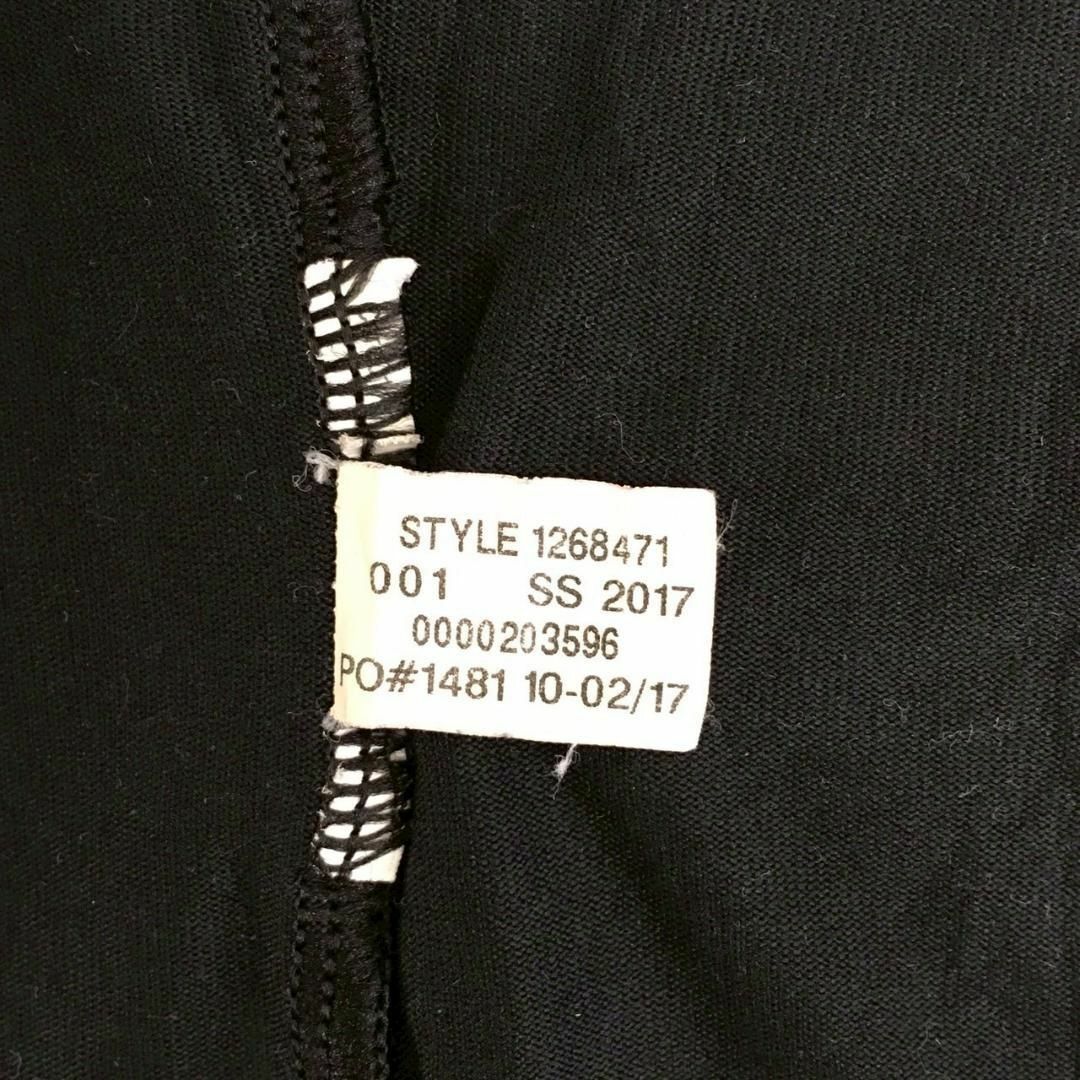 STYLE 1268471
001 SS 2017
0000203596
PO#1481 10-02/17